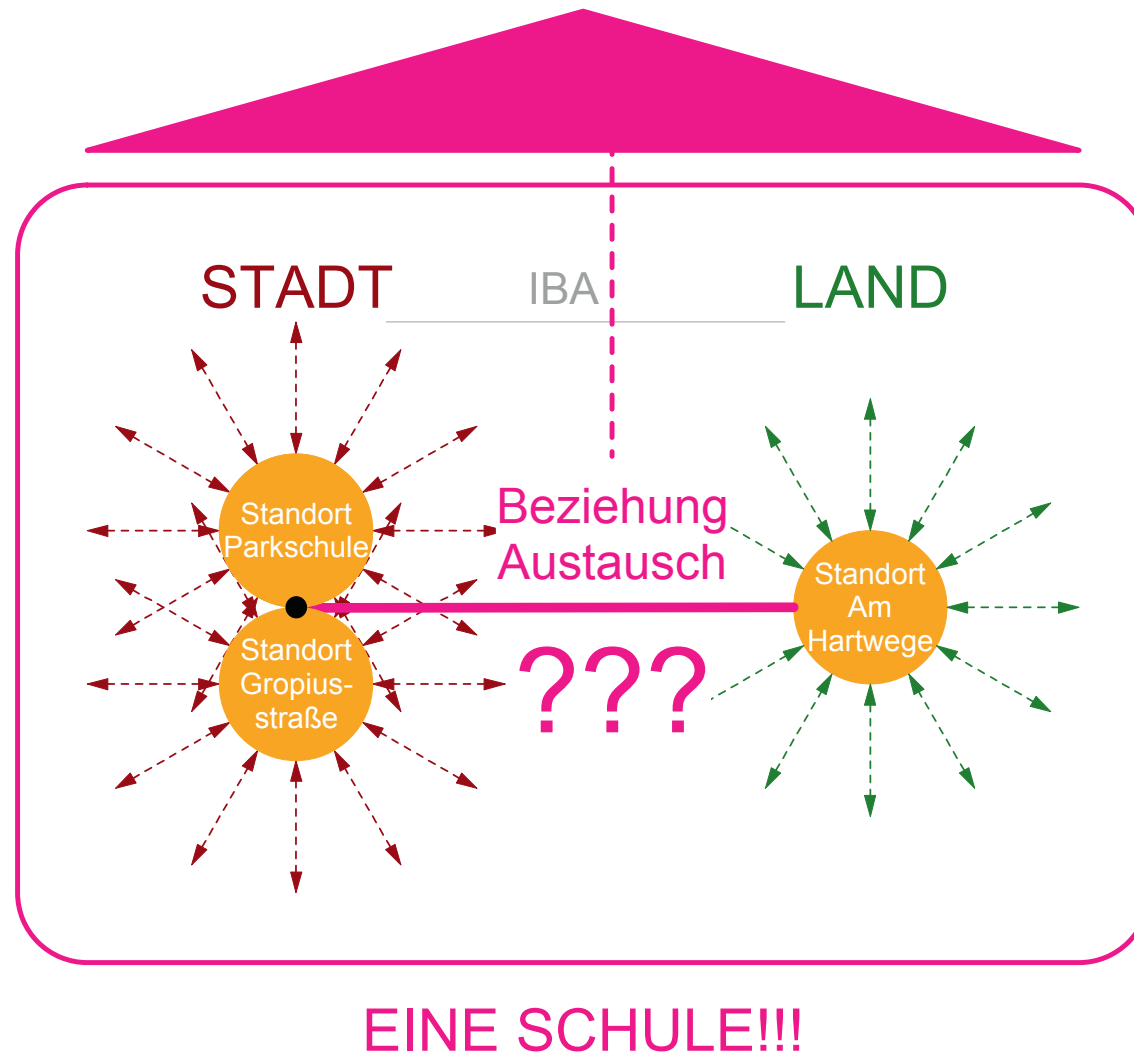 STADT
IBA
LAND
Standort
Parkschule
Beziehung
Austausch
Standort
Am
Hartwege
Standort
Gropius-
straße
???
EINE SCHULE!!!